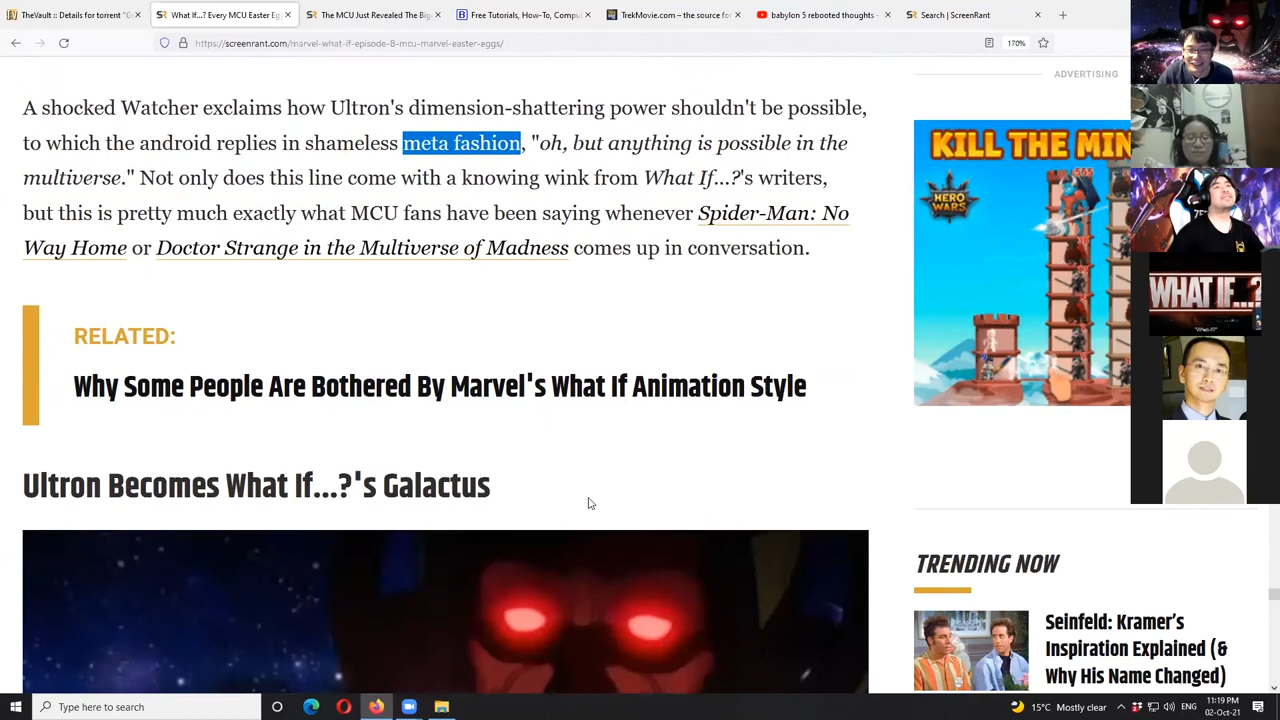 TheVault :: Details for torrent "G
What If...? Every MCU Easter Eg
The MCU Just Revealed The Big
Free Tutorials, How-To, Compu
TrekMovie.com – the source fo
babylon 5 rebooted thoughts -
Search | ScreenRant
https://screenrant.com/marvel-what-if-episode-8-mcu-marvel-easter-eggs/
170%
A shocked Watcher exclaims how Ultron's dimension-shattering power shouldn't be possible,
to which the android replies in shameless meta fashion, "oh, but anything is possible in the
multiverse." Not only does this line come with a knowing wink from What If...?'s writers,
but this is pretty much exactly what MCU fans have been saying whenever Spider-Man: No
Way Home or Doctor Strange in the Multiverse of Madness comes up in conversation.
RELATED:
Why Some People Are Bothered By Marvel's What If Animation Style
Ultron Becomes What If...?'s Galactus
ADVERTISING
KILL THE MIN
HERO
WARS
WHAT IF...?
TRENDING NOW
Seinfeld: Kramer's
Inspiration Explained (&
Why His Name Changed)
Type here to search
15°C Mostly clear
ENG
11:19 PM
02-Oct-21